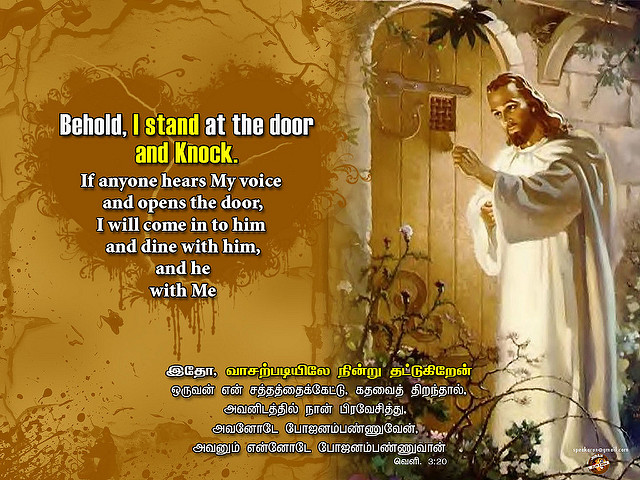 Behold, I stand at the door
and Knock.
If anyone hears My voice
and opens the door,
I will come in to him
and dine with him,
and he
with Me
இதோ, வாசற்படியிலே நின்று தட்டுகிறேன்
ஒருவன் என் சத்தத்தைக்கேட்டு, கதவைத் திறந்தால்,
அவனிடத்தில் நான் பிரவேசித்து,
அவனோடே போஜனம்பண்ணுவேன்,
அவனும் என்னோடே போஜனம்பண்ணுவான்
வெளி. 3:20